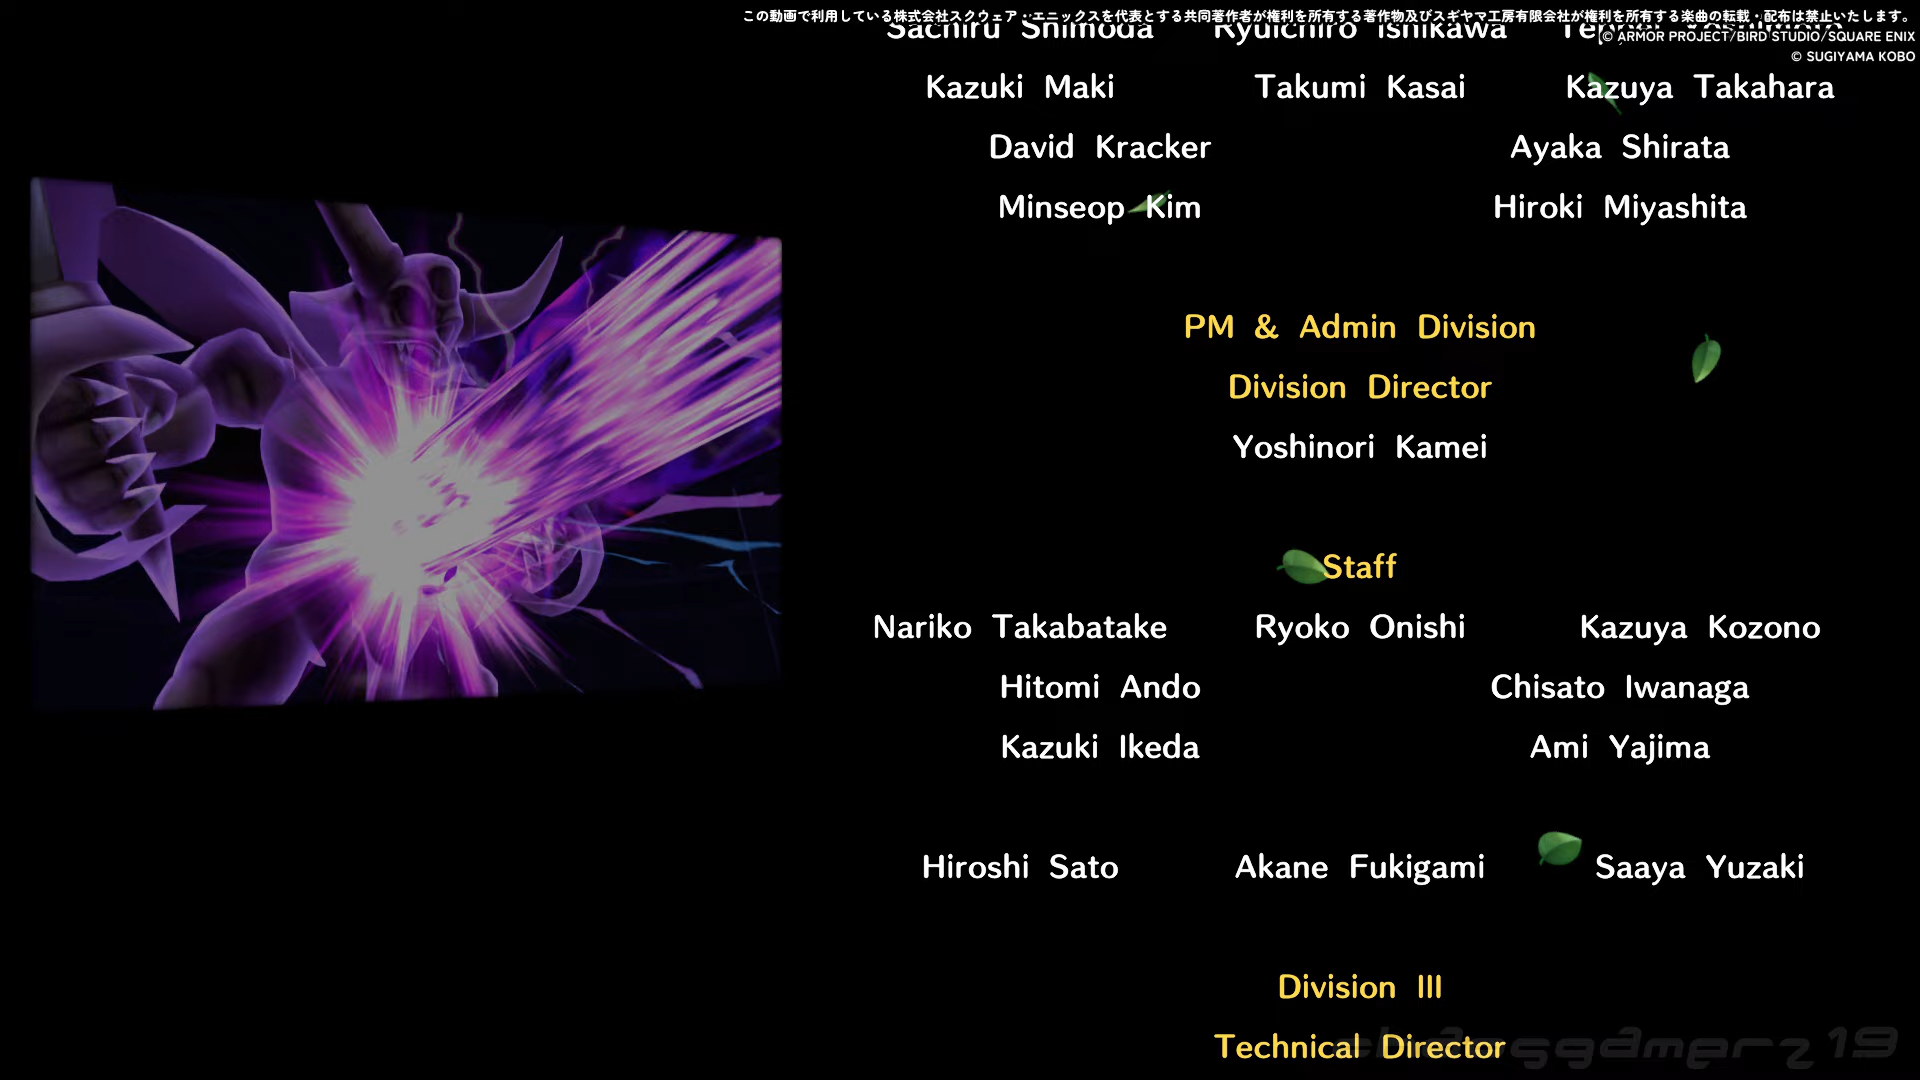 この動画で利用している株式会社スクウェア・エニックスを代表とする共同著作者が権利を所有する著作物及びスギヤマ工房有限会社が権利を所有する楽曲の転載・配布は禁止いたします。
Sachiru Shimoda Ryuichiro Ishikawa
© ARMOR PROJECT/BIRD STUDIO/SQUARE ENIX
© SUGIYAMA KOBO
Kazuki Maki Takumi Kasai Kazuya Takahara
David Kracker Ayaka Shirata
Minseop Kim Hiroki Miyashita
PM & Admin Division
Division Director
Yoshinori Kamei
Staff
Nariko Takabatake Ryoko Onishi Kazuya Kozono
Hitomi Ando Chisato Iwanaga
Kazuki Ikeda Ami Yajima
Hiroshi Sato Akane Fukigami Saaya Yuzaki
Division III
Technical Director